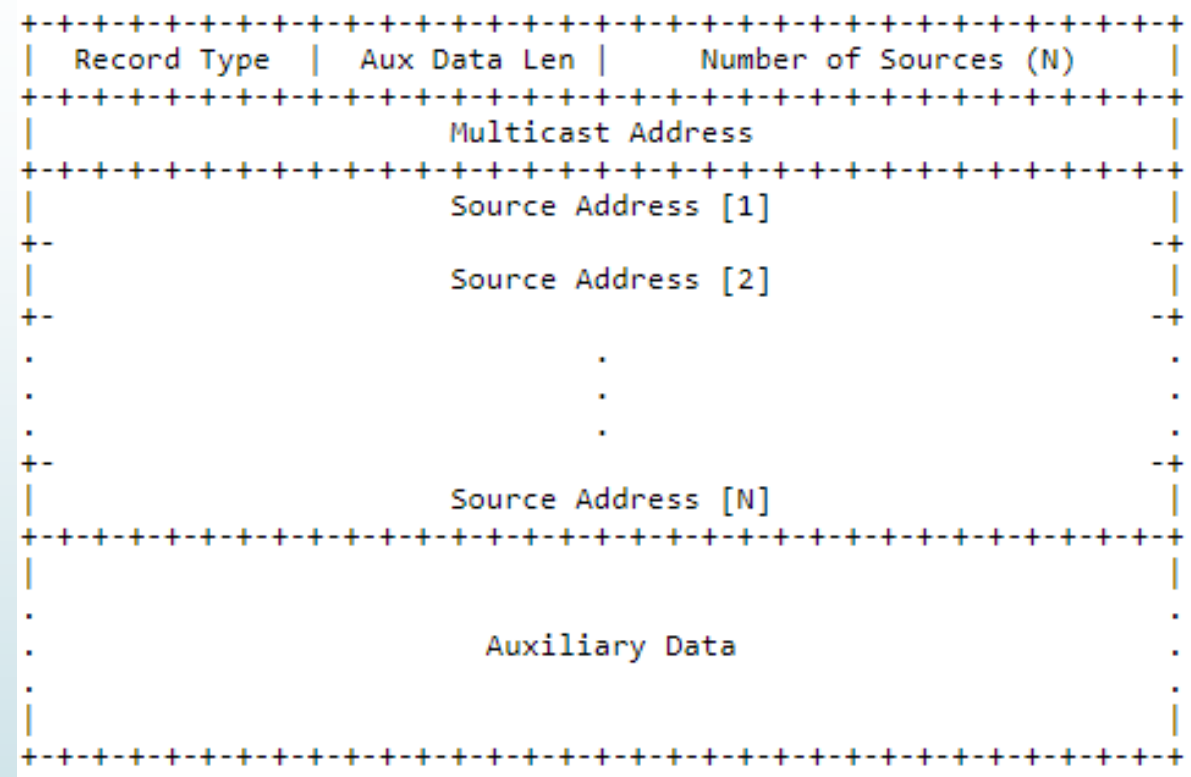 +-+-+-+-+-+-+-+-+-+-+-+-+-+-+-+-+-+-+-+-+-+-+-+-+-+-+-+-+-+-+-+-+
|  Record Type  |  Aux Data Len |     Number of Sources (N)     |
+-+-+-+-+-+-+-+-+-+-+-+-+-+-+-+-+-+-+-+-+-+-+-+-+-+-+-+-+-+-+-+-+
|                       Multicast Address                       |
+-+-+-+-+-+-+-+-+-+-+-+-+-+-+-+-+-+-+-+-+-+-+-+-+-+-+-+-+-+-+-+-+
|                       Source Address [1]                      |
+-                                                             -+
|                       Source Address [2]                      |
+-                                                             -+
.                               .                               .
.                               .                               .
.                               .                               .
+-                                                             -+
|                       Source Address [N]                      |
+-+-+-+-+-+-+-+-+-+-+-+-+-+-+-+-+-+-+-+-+-+-+-+-+-+-+-+-+-+-+-+-+
|                                                               |
.                                                               .
.                         Auxiliary Data                        .
.                                                               .
|                                                               |
+-+-+-+-+-+-+-+-+-+-+-+-+-+-+-+-+-+-+-+-+-+-+-+-+-+-+-+-+-+-+-+-+